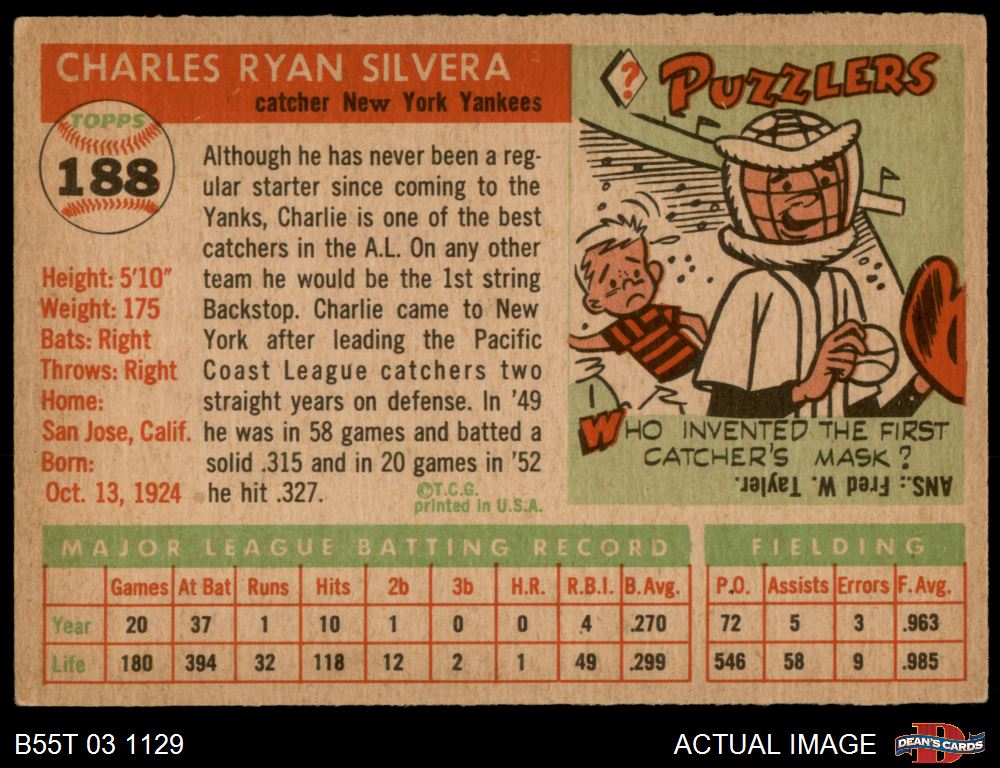 CHARLES RYAN SILVERA
catcher New York Yankees
TOPPS
188
Height: 5'10"
Weight: 175
Bats: Right
Throws: Right
Home:
San Jose, Calif.
Born:
Oct. 13, 1924
Although he has never been a reg-
ular starter since coming to the
Yanks, Charlie is one of the best
catchers in the A.L. On any other
team he would be the 1st string
Backstop. Charlie came to New
York after leading the Pacific
Coast League catchers two
straight years on defense. In '49
he was in 58 games and batted a
solid .315 and in 20 games in '52
he hit .327.
©T.C.G.
printed in U.S.A.
? PUZZLERS
WHO INVENTED THE FIRST
CATCHER'S MASK?
ANS.: Fred W. Tayler.
MAJOR LEAGUE BATTING RECORD
Games At Bat Runs Hits 2b 3b H.R. R.B.I. B.Avg.
Year 20 37 1 10 1 0 0 4 .270
Life 180 394 32 118 12 2 1 49 .299
FIELDING
P.O. Assists Errors F.Avg.
72 5 3 .963
546 58 9 .985
B55T 03 1129
ACTUAL IMAGE
D
DEAN'S CARDS